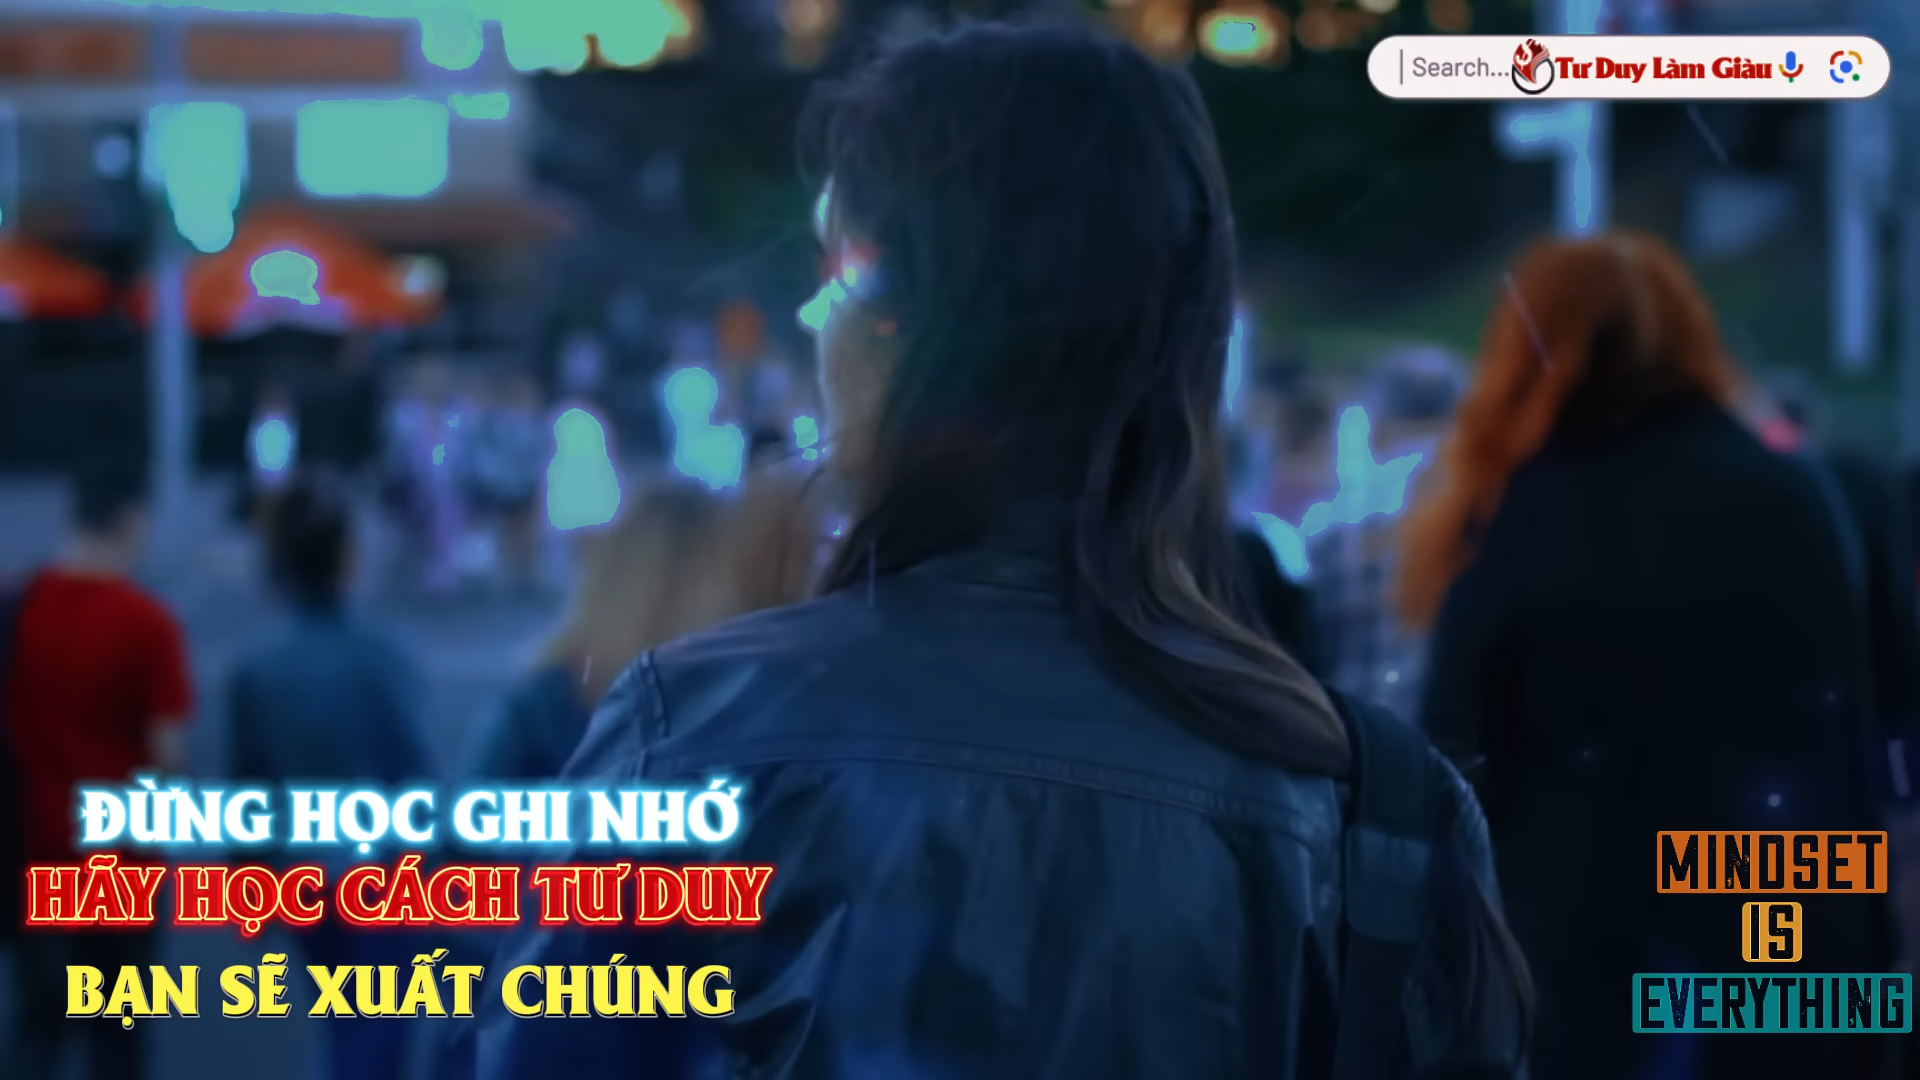 Search... Tư Duy Làm Giàu
ĐỪNG HỌC GHI NHỚ
HÃY HỌC CÁCH TƯ DUY
BẠN SẼ XUẤT CHÚNG
MINDSET
IS
EVERYTHING